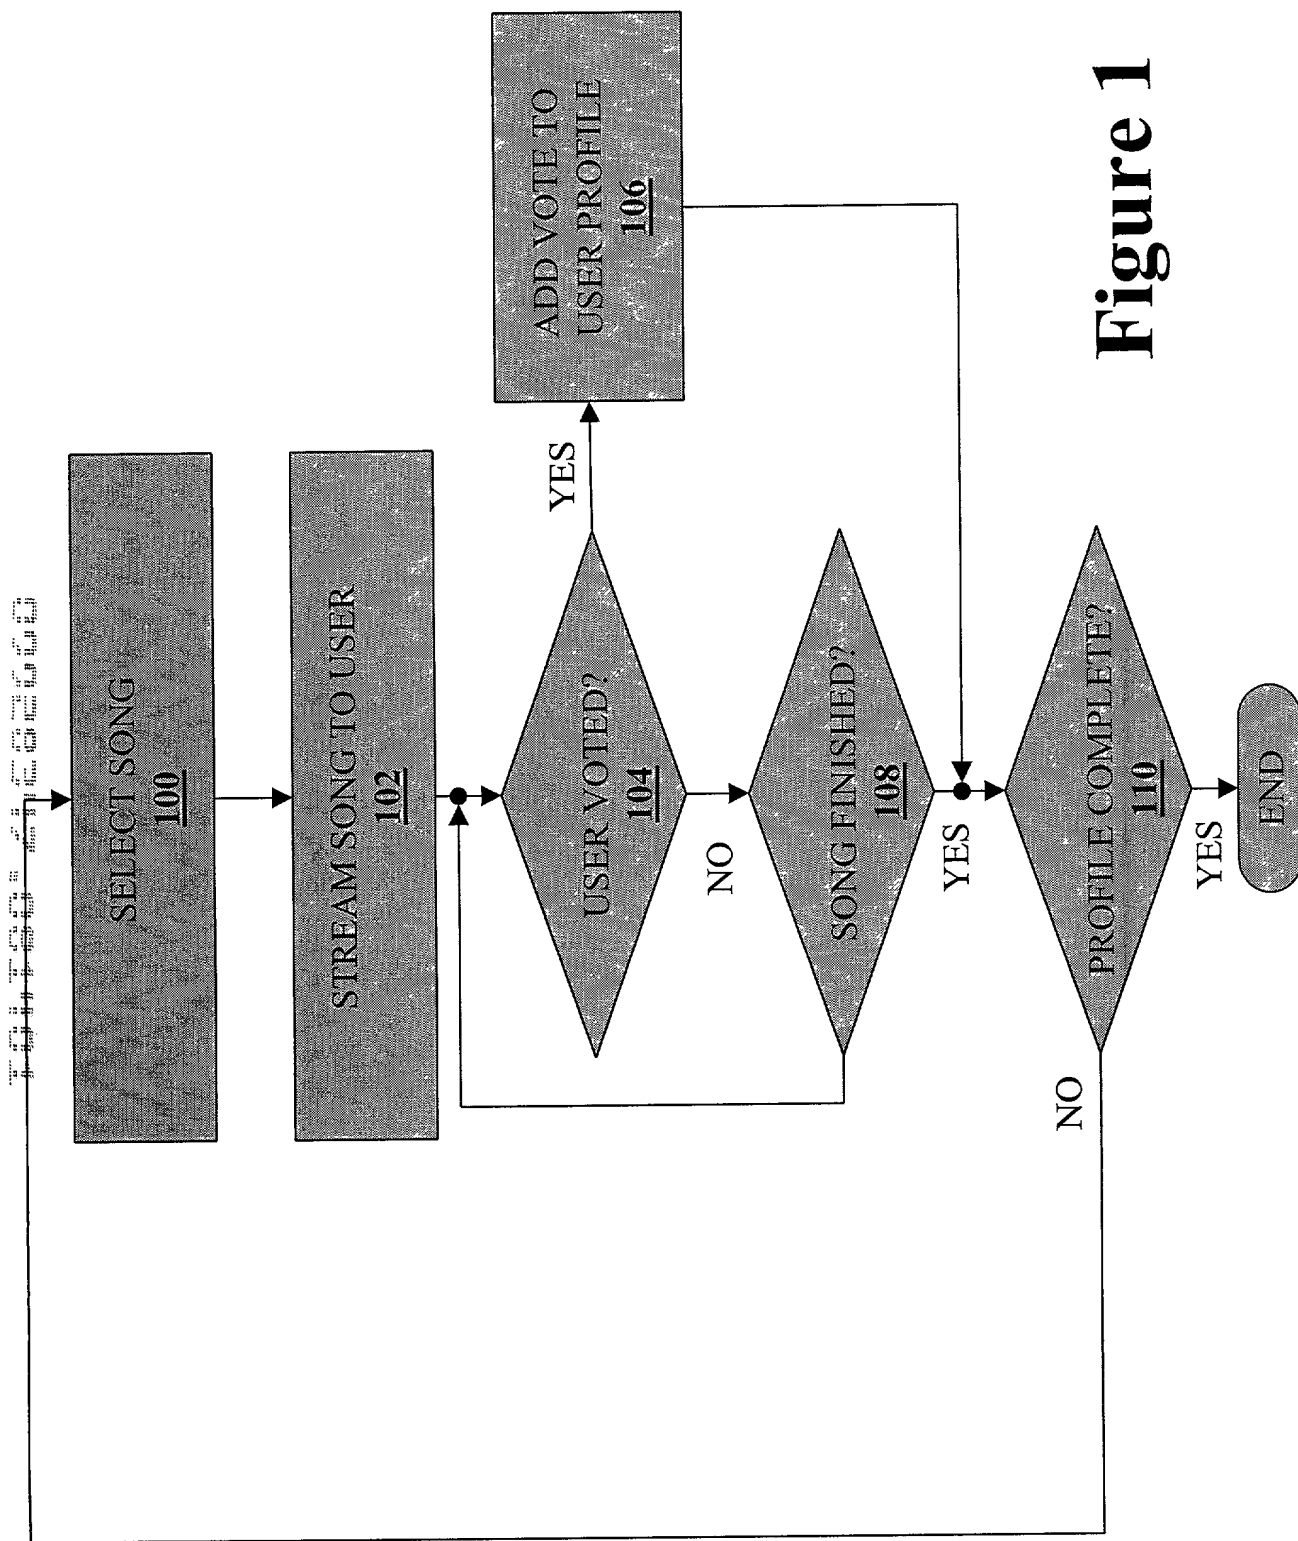 SELECT SONG
100
STREAM SONG TO USER
102
USER VOTED?
104
YES
ADD VOTE TO
USER PROFILE
106
NO
SONG FINISHED?
108
YES
PROFILE COMPLETE?
110
NO
YES
END
Figure 1